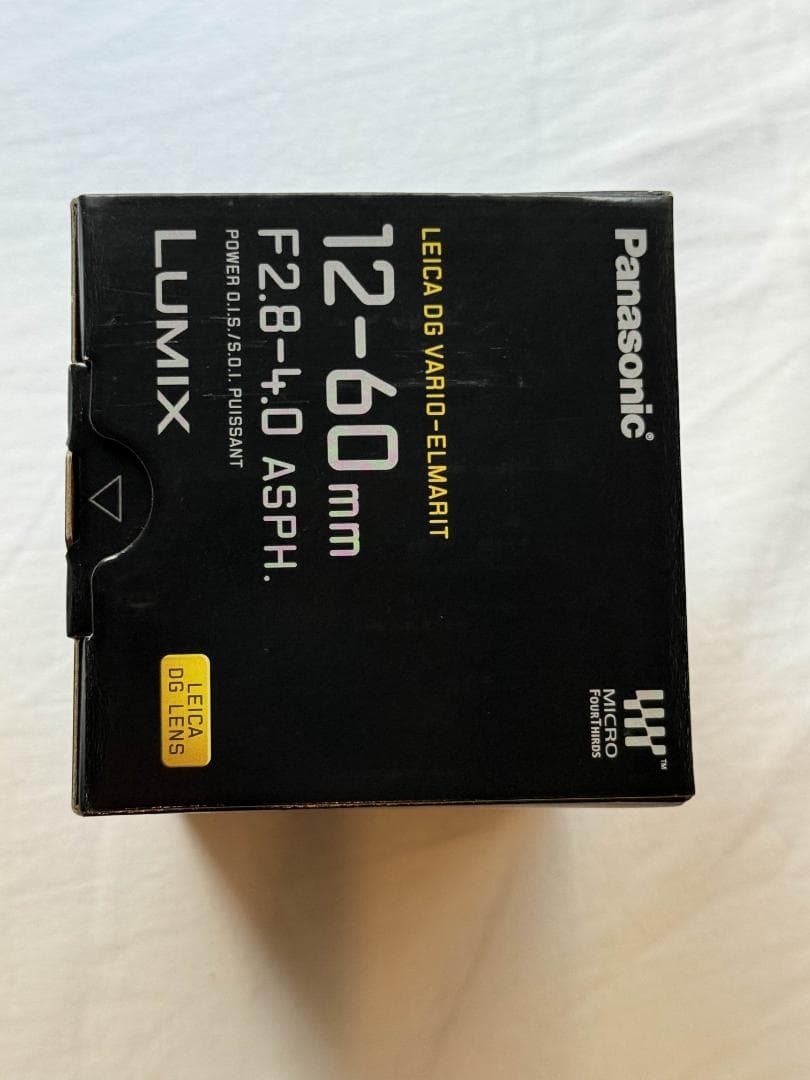 Panasonic®
MICRO
FOURTHIRDS
TM
LEICA DG VARIO-ELMARIT
12-60mm
F2.8-4.0 ASPH.
POWER O.I.S./S.O.I. PUISSANT
LUMIX
LEICA
DG LENS